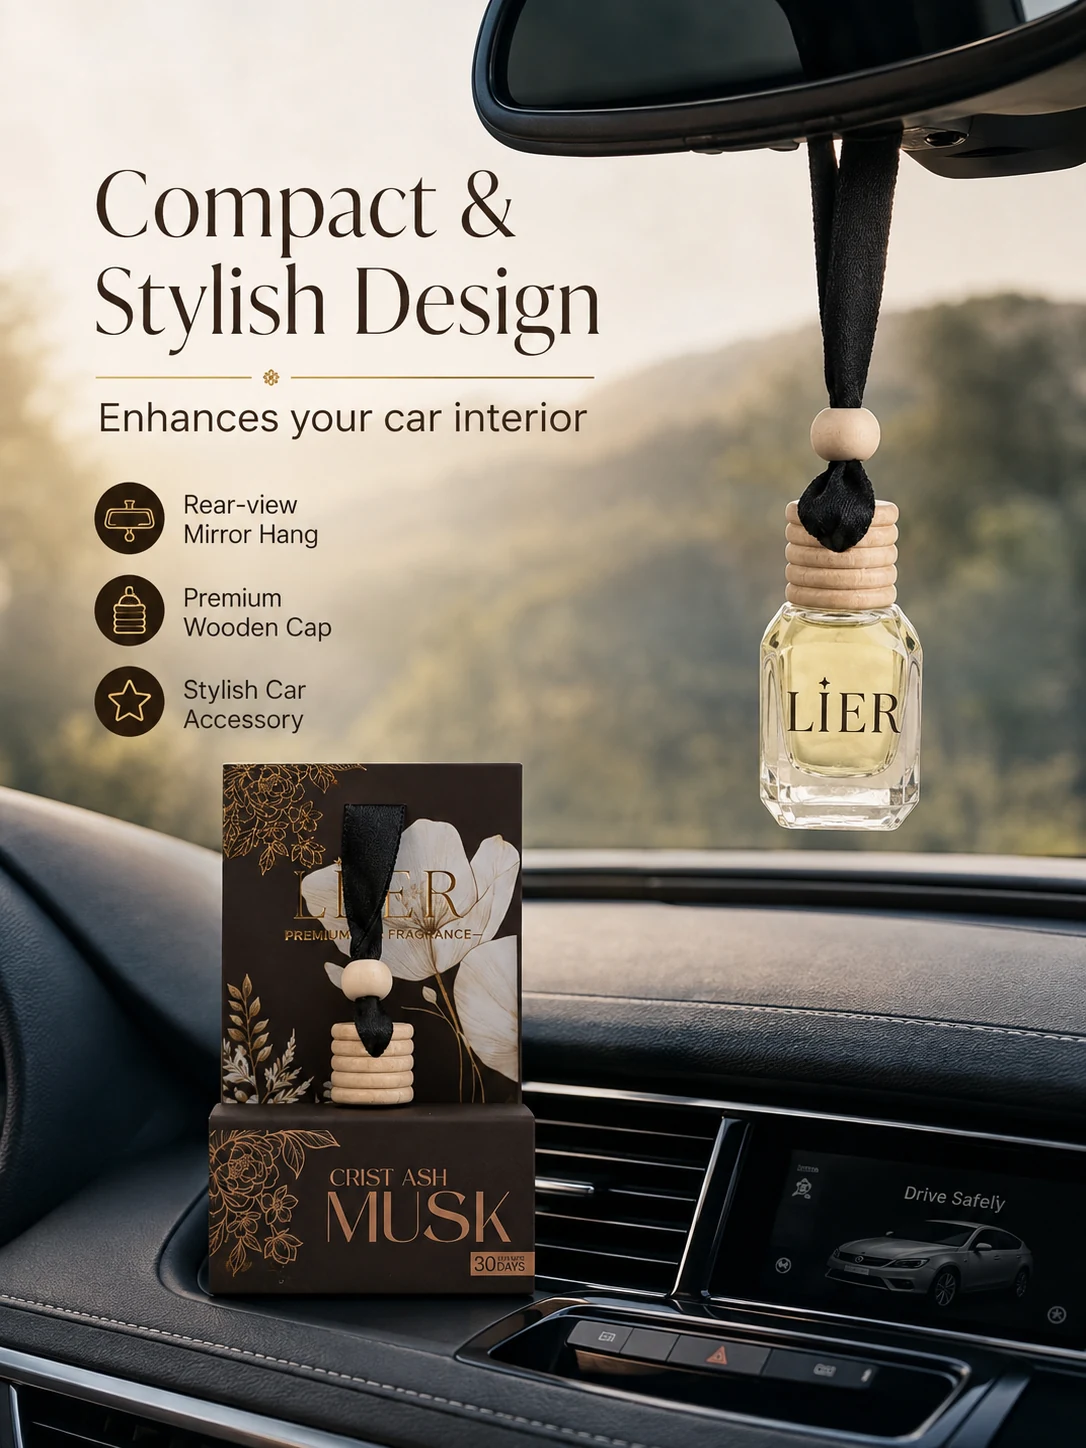 Compact &
Stylish Design
Enhances your car interior
Rear-view
Mirror Hang
Premium
Wooden Cap
Stylish Car
Accessory
LIER
LIER
PREMIUM FRAGRANCE
CRIST ASH
MUSK
30 DAYS
Drive Safely